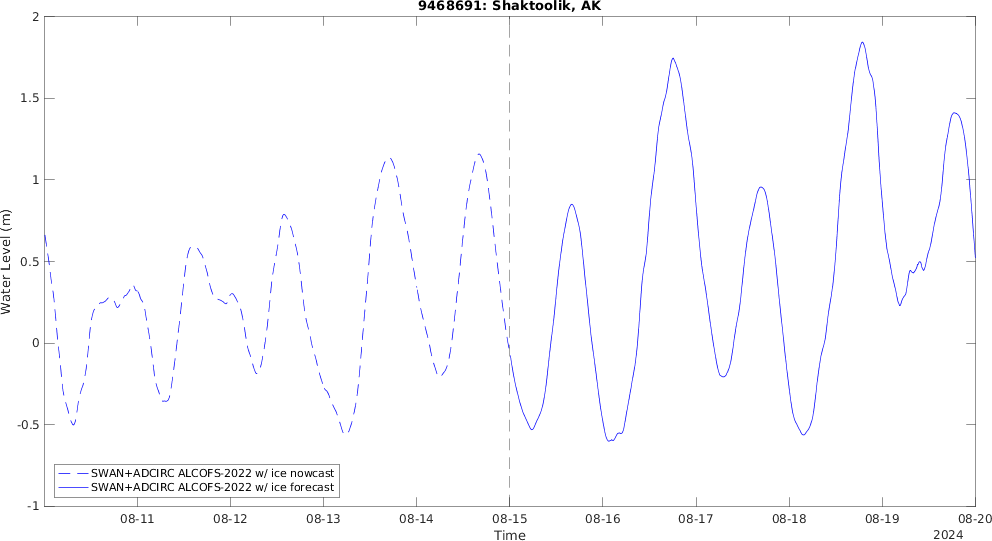 9468691: Shaktoolik, AK
2
1.5
1
0.5
0
-0.5
-1
Water Level (m)
SWAN+ADCIRC ALCOFS-2022 w/ ice nowcast
SWAN+ADCIRC ALCOFS-2022 w/ ice forecast
08-11 08-12 08-13 08-14 08-15 08-16 08-17 08-18 08-19 08-20
Time
2024